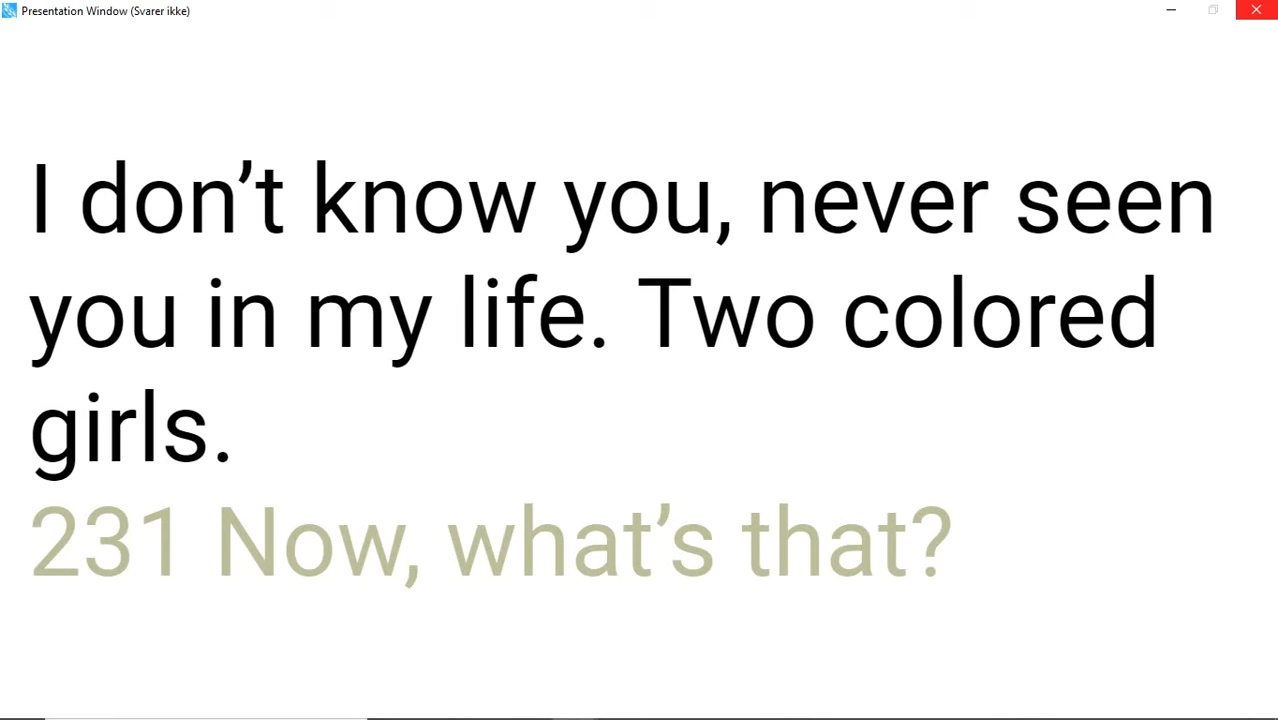 Presentation Window (Svarer ikke)
I don’t know you, never seen
you in my life. Two colored
girls.
231 Now, what’s that?